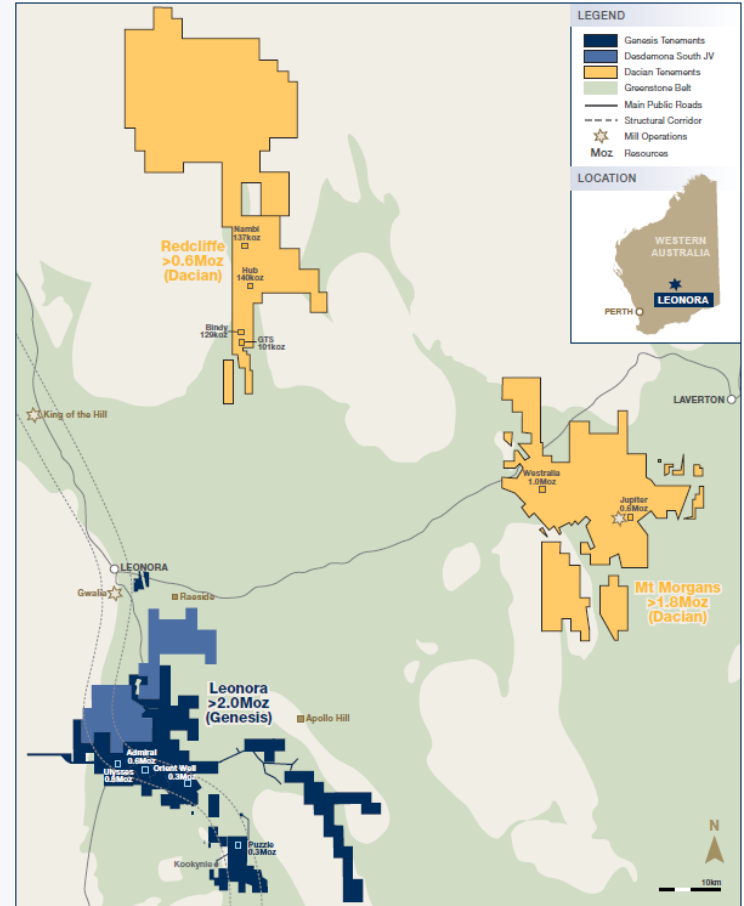 LEGEND
Genesis Tenements
Desdemona South JV
Dacian Tenements
Greenstone Belt
Main Public Roads
Structural Corridor
Mill Operations
Moz Resources
LOCATION
WESTERN
AUSTRALIA
LEONORA
PERTH
Nambi
137koz
Redcliffe
>0.6Moz
(Dacian)
Hub
140koz
Bindy
129koz
GTS
101koz
LAVERTON
King of the Hill
Westralia
1.0Moz
Jupiter
0.6Moz
LEONORA
Gwalia
Raeside
Mt Morgans
>1.8Moz
(Dacian)
Leonora
>2.0Moz
(Genesis)
Apollo Hill
Admiral
0.6Moz
Ulysses
0.8Moz
Orient Well
0.3Moz
Puzzle
0.3Moz
Kookynie
N
10km